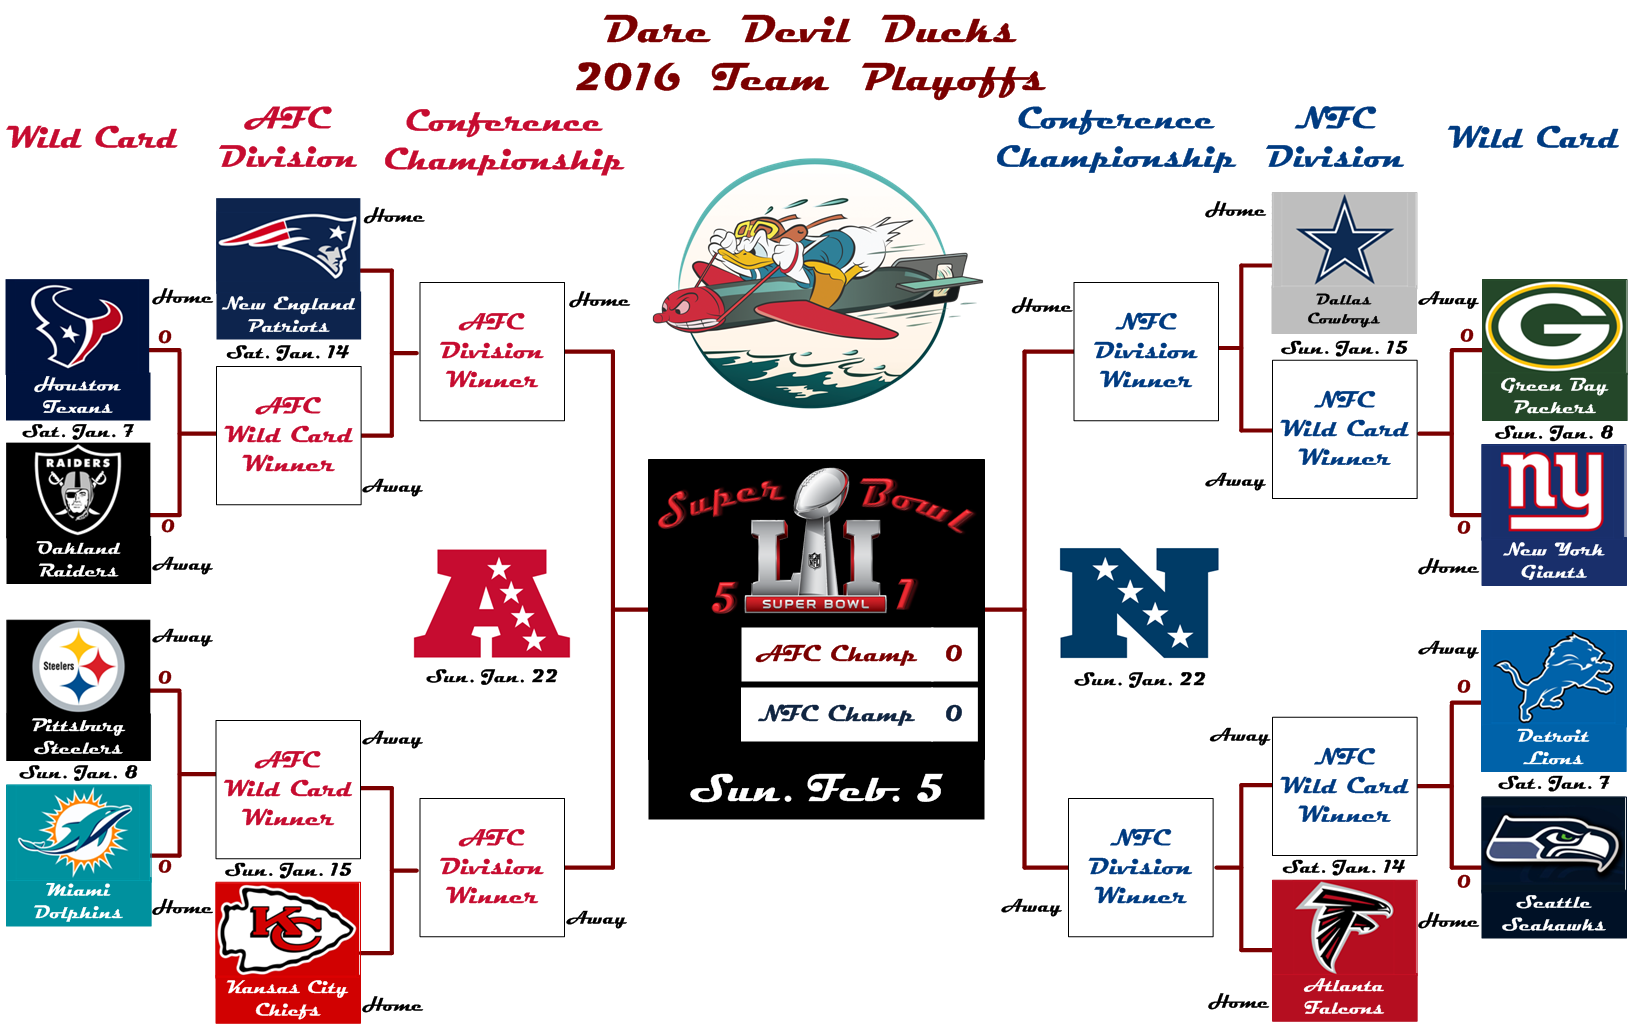 Dare Devil Ducks
2016 Team Playoffs
Wild Card
AFC
Division
Conference
Championship
Conference
Championship
NFC
Division
Wild Card
Home
New England
Patriots
Sat. Jan. 14
AFC
Wild Card
Winner
Away
Home
0
Houston
Texans
Sat. Jan. 7
RAIDERS
Oakland
Raiders
0
Away
Away
0
Steelers
Pittsburg
Steelers
Sun. Jan. 8
Miami
Dolphins
0
Home
Away
AFC
Wild Card
Winner
Sun. Jan. 15
KC
Kansas City
Chiefs
Home
Home
AFC
Division
Winner
A
Sun. Jan. 22
AFC
Division
Winner
Away
Super Bowl
LI
NFL
5 1
SUPER BOWL
AFC Champ 0
NFC Champ 0
Sun. Feb. 5
Home
NFC
Division
Winner
N
Sun. Jan. 22
NFC
Division
Winner
Away
Home
Dallas
Cowboys
Sun. Jan. 15
NFC
Wild Card
Winner
Away
Away
0
G
Green Bay
Packers
Sun. Jan. 8
ny
New York
Giants
0
Home
Away
0
Detroit
Lions
Sat. Jan. 7
Seattle
Seahawks
0
Home
Away
NFC
Wild Card
Winner
Sat. Jan. 14
Atlanta
Falcons
Home